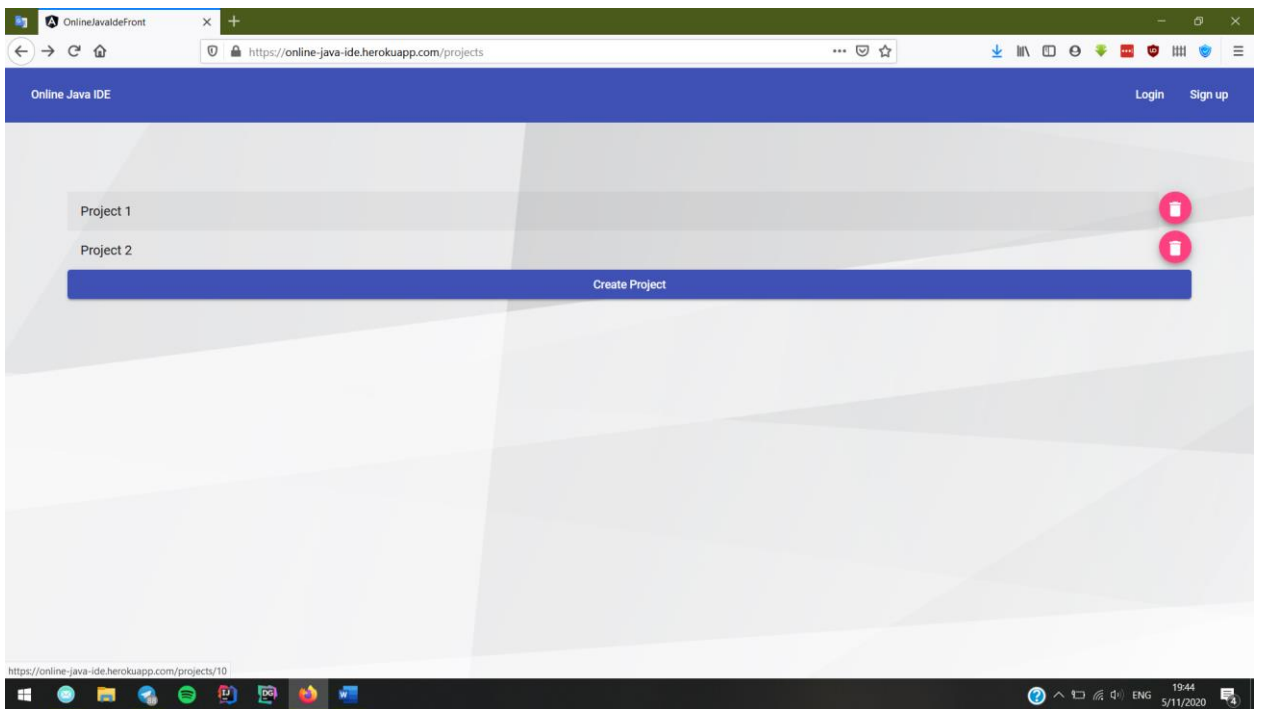 OnlineJavaIdeFront
https://online-java-ide.herokuapp.com/projects
Online Java IDE
Login
Sign up
Project 1
Project 2
Create Project
https://online-java-ide.herokuapp.com/projects/10
ENG
19:44
5/11/2020